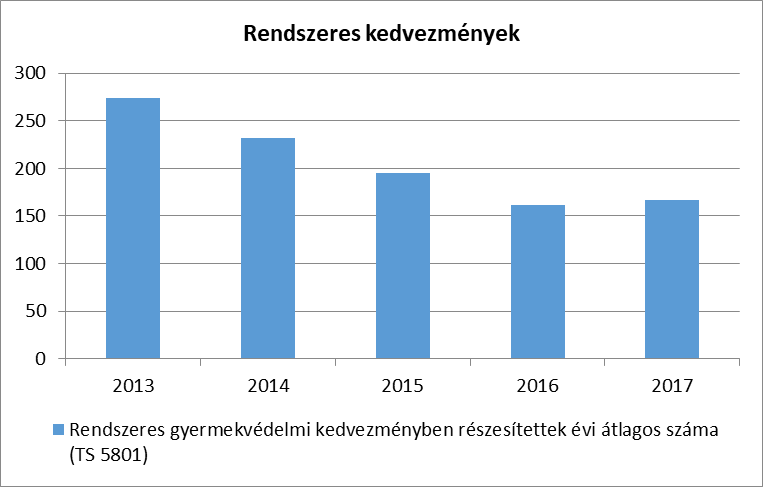 Rendszeres kedvezmények
300
250
200
150
100
50
0
2013 2014 2015 2016 2017
Rendszeres gyermekvédelmi kedvezményben részesítettek évi átlagos száma
(TS 5801)